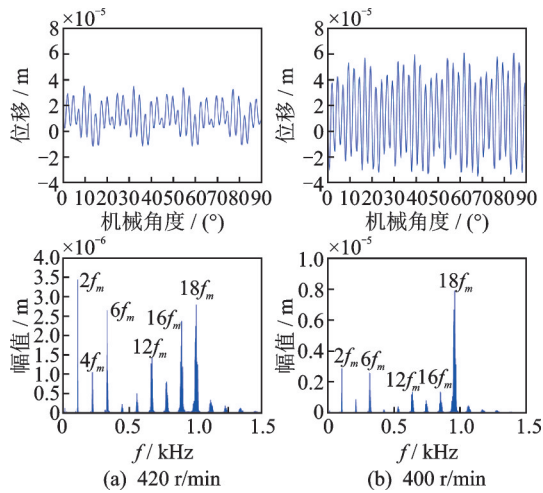 ×10⁻⁵
8
6
4
2
0
−2
−4
位移 / m
0 10 20 30 40 50 60 70 80 90
机械角度 / (°)
×10⁻⁵
8
6
4
2
0
−2
−4
位移 / m
0 10 20 30 40 50 60 70 80 90
机械角度 / (°)
×10⁻⁶
4.0
3.5
3.0
2.5
2.0
1.5
1.0
0.5
0
幅值 / m
2fₘ
4fₘ
6fₘ
12fₘ
16fₘ
18fₘ
0 0.5 1.0 1.5
f / kHz
(a) 420 r/min
×10⁻⁵
1.0
0.8
0.6
0.4
0.2
0
幅值 / m
2fₘ
6fₘ
12fₘ
16fₘ
18fₘ
0 0.5 1.0 1.5
f / kHz
(b) 400 r/min